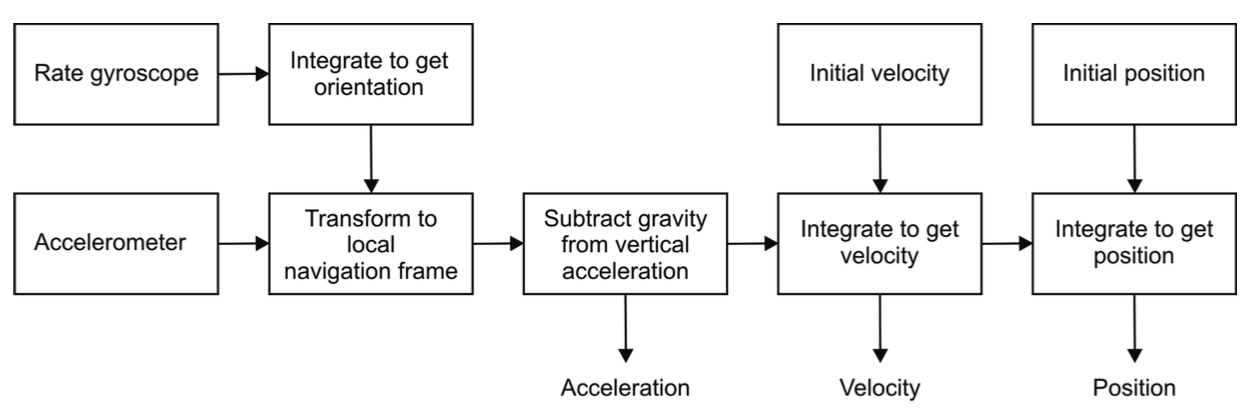 Rate gyroscope
Integrate to get
orientation
Initial velocity
Initial position
Accelerometer
Transform to
local
navigation frame
Subtract gravity
from vertical
acceleration
Integrate to get
velocity
Integrate to get
position
Acceleration
Velocity
Position